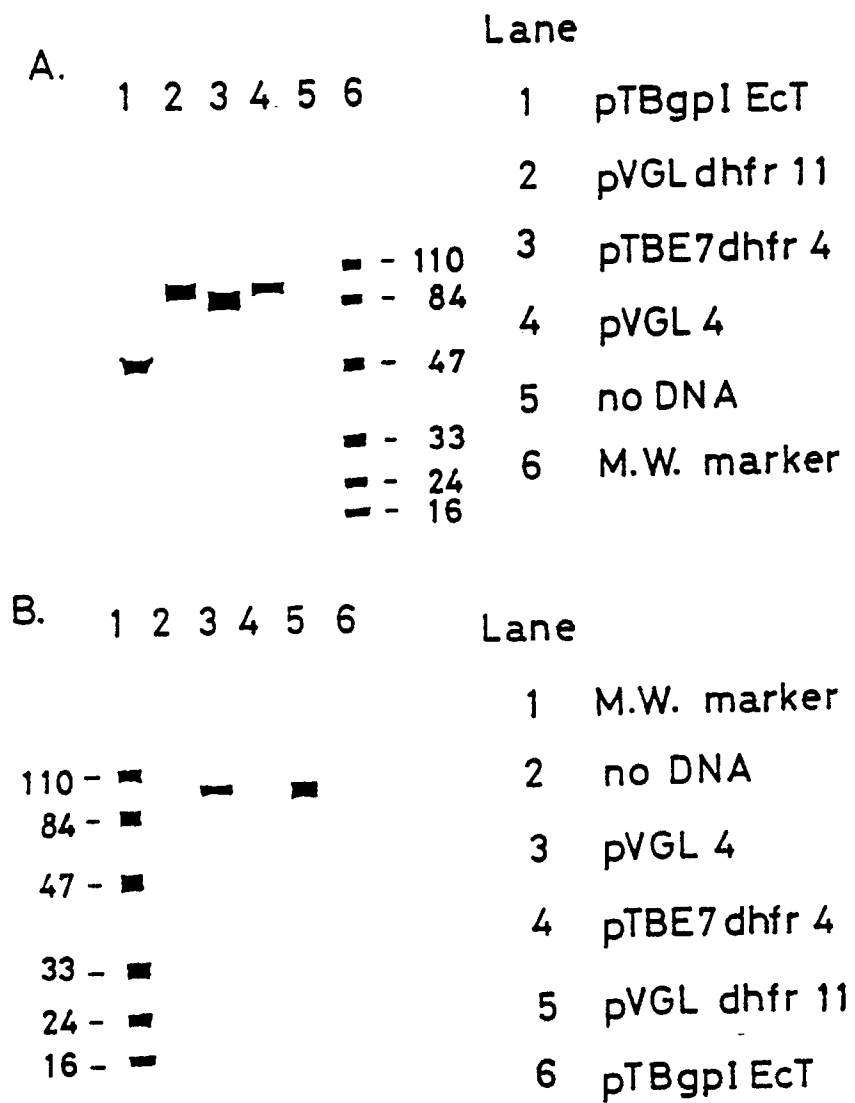 A.
1 2 3 4 5 6
- 110
- 84
- 47
- 33
- 24
- 16
Lane
1 pTBgpI EcT
2 pVGLdhfr 11
3 pTBE7dhfr 4
4 pVGL 4
5 no DNA
6 M.W. marker
B.
1 2 3 4 5 6
110 -
84 -
47 -
33 -
24 -
16 -
Lane
1 M.W. marker
2 no DNA
3 pVGL 4
4 pTBE7dhfr 4
5 pVGL dhfr 11
6 pTBgpI EcT